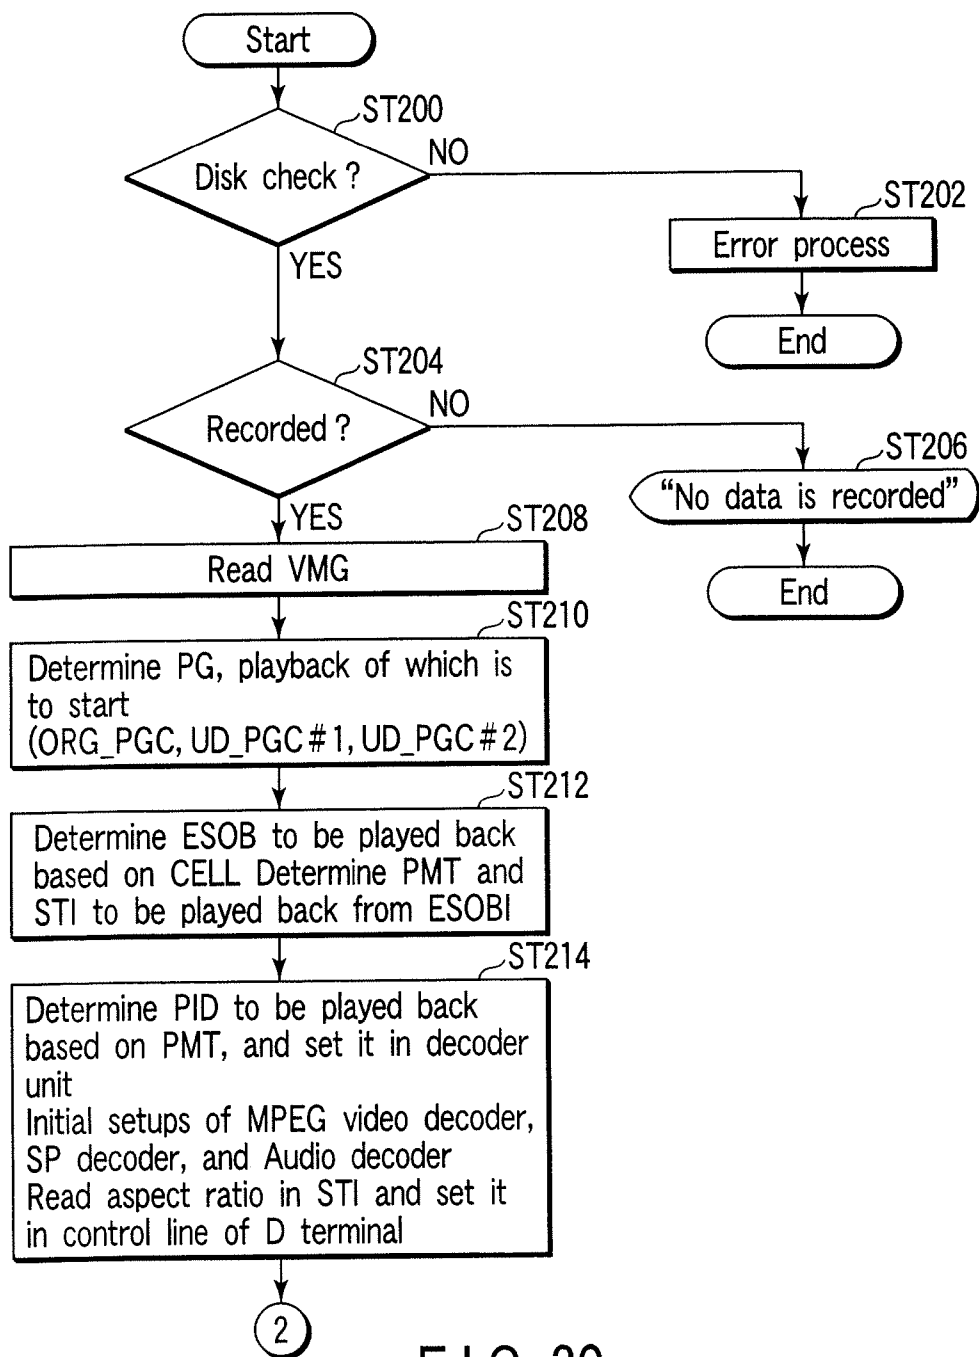 Start
ST200
Disk check ?
NO
YES
ST202
Error process
End
ST204
Recorded ?
NO
YES
ST206
“No data is recorded”
End
ST208
Read VMG
ST210
Determine PG, playback of which is
to start
(ORG_PGC, UD_PGC#1, UD_PGC#2)
ST212
Determine ESOB to be played back
based on CELL Determine PMT and
STI to be played back from ESOBI
ST214
Determine PID to be played back
based on PMT, and set it in decoder
unit
Initial setups of MPEG video decoder,
SP decoder, and Audio decoder
Read aspect ratio in STI and set it
in control line of D terminal
2